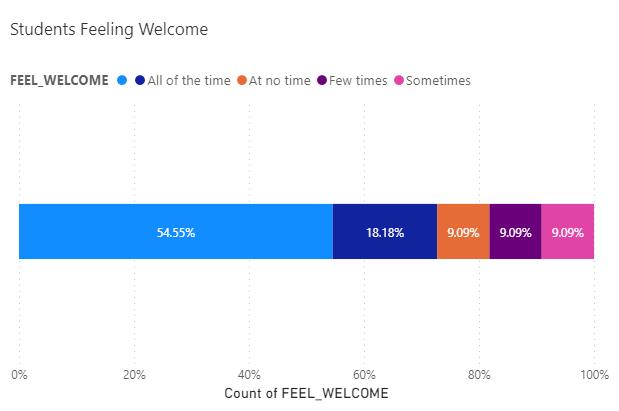 Students Feeling Welcome
FEEL_WELCOME All of the time At no time Few times Sometimes
54.55% 18.18% 9.09% 9.09% 9.09%
0% 20% 40% 60% 80% 100%
Count of FEEL_WELCOME